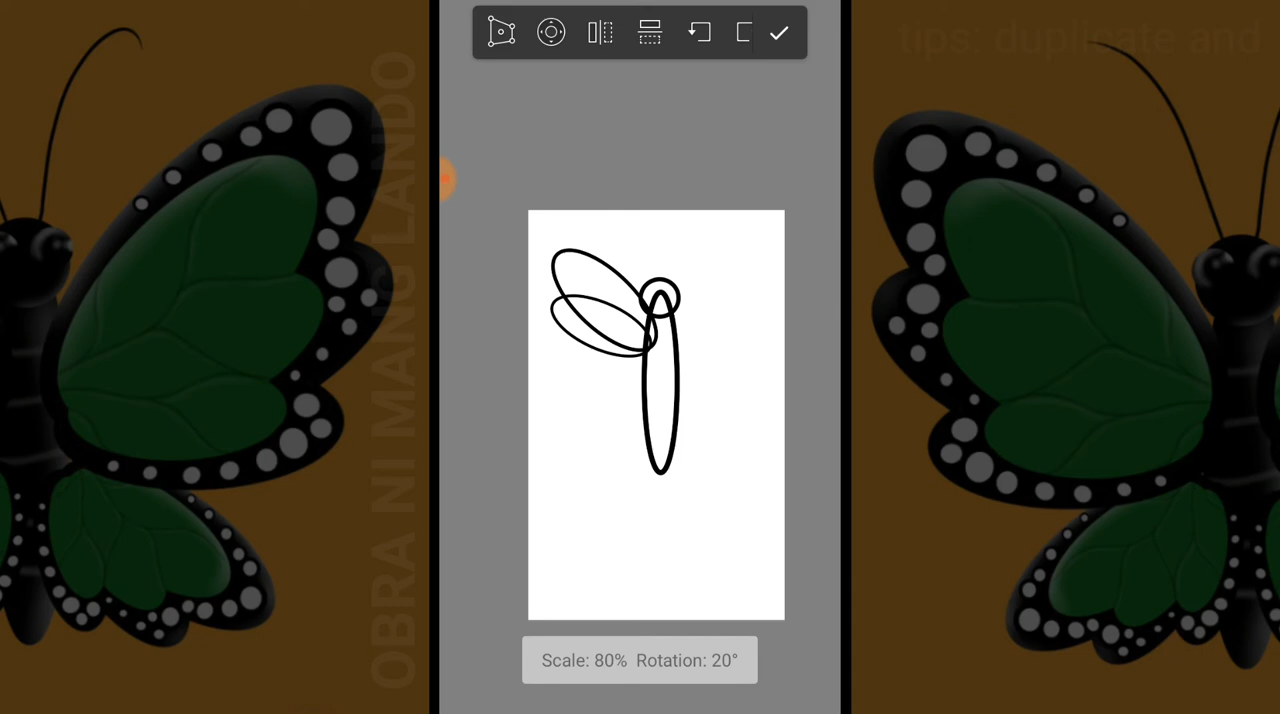 tips: duplicate and
OBRA NI MANG LANDO
Scale: 80% Rotation: 20°